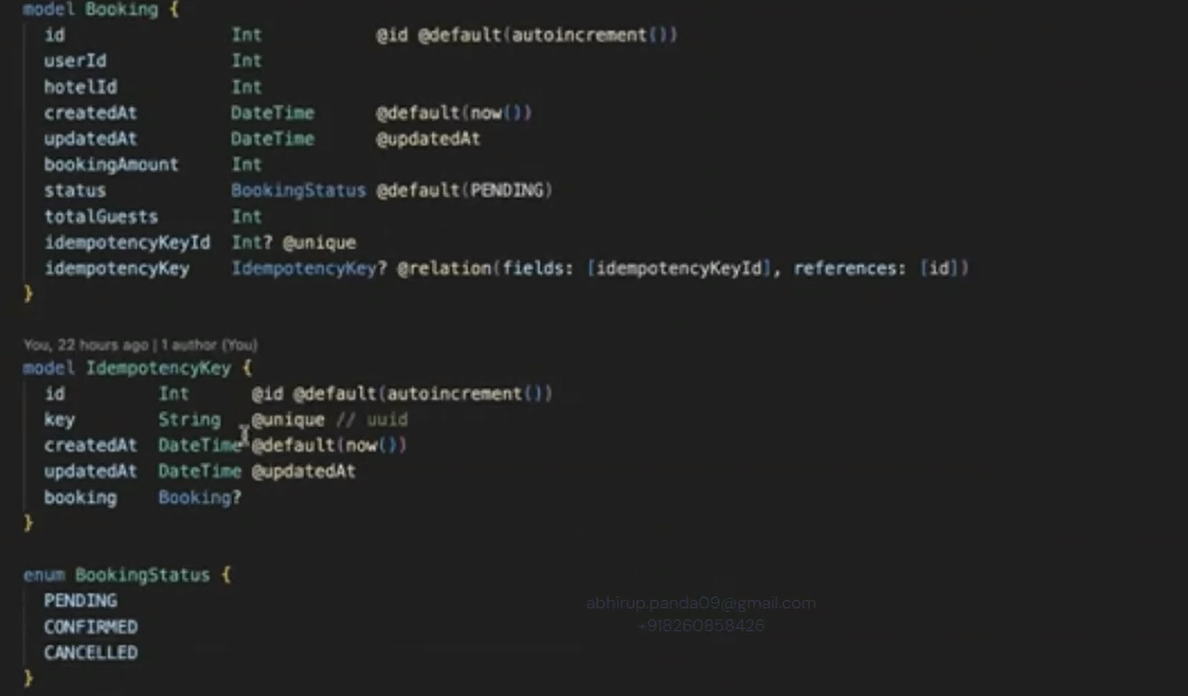 model Booking {
id Int @id @default(autoincrement())
userId Int
hotelId Int
createdAt DateTime @default(now())
updatedAt DateTime @updatedAt
bookingAmount Int
status BookingStatus @default(PENDING)
totalGuests Int
idempotencyKeyId Int? @unique
idempotencyKey IdempotencyKey? @relation(fields: [idempotencyKeyId], references: [id])
}
You, 22 hours ago | 1 author (You)
model IdempotencyKey {
id Int @id @default(autoincrement())
key String @unique // uuid
createdAt DateTime @default(now())
updatedAt DateTime @updatedAt
booking Booking?
}
enum BookingStatus {
PENDING
CONFIRMED
CANCELLED
}
abhirup.panda09@gmail.com
+918260858426